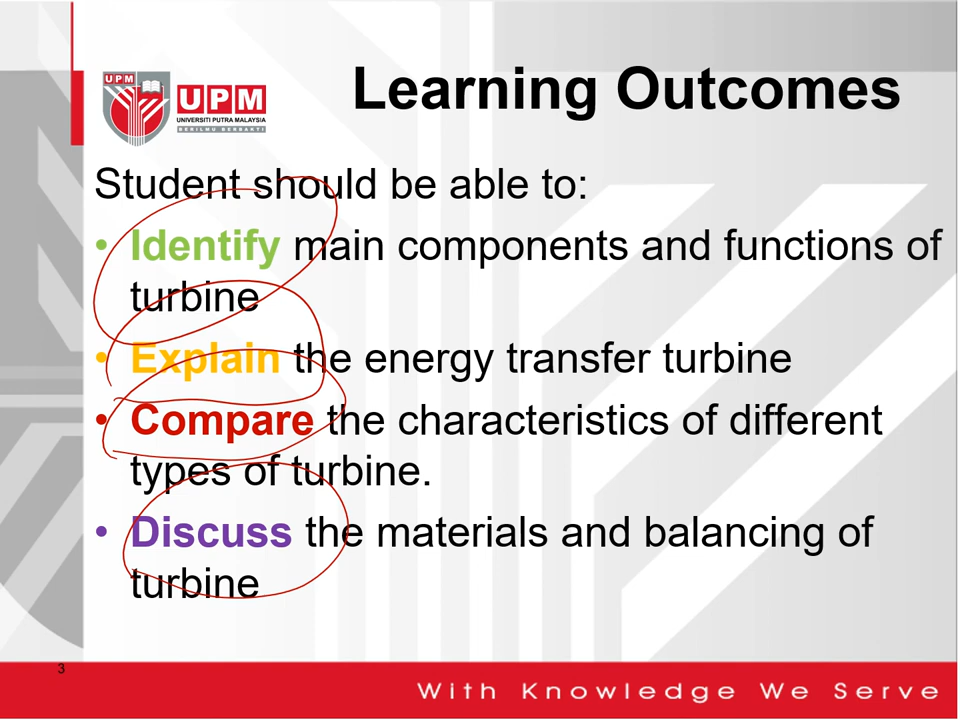 UPM
UPM
UNIVERSITI PUTRA MALAYSIA
BERILMU BERBAKTI
Learning Outcomes
Student should be able to:
• Identify main components and functions of
turbine
• Explain the energy transfer turbine
• Compare the characteristics of different
types of turbine.
• Discuss the materials and balancing of
turbine
3
With Knowledge We Serve